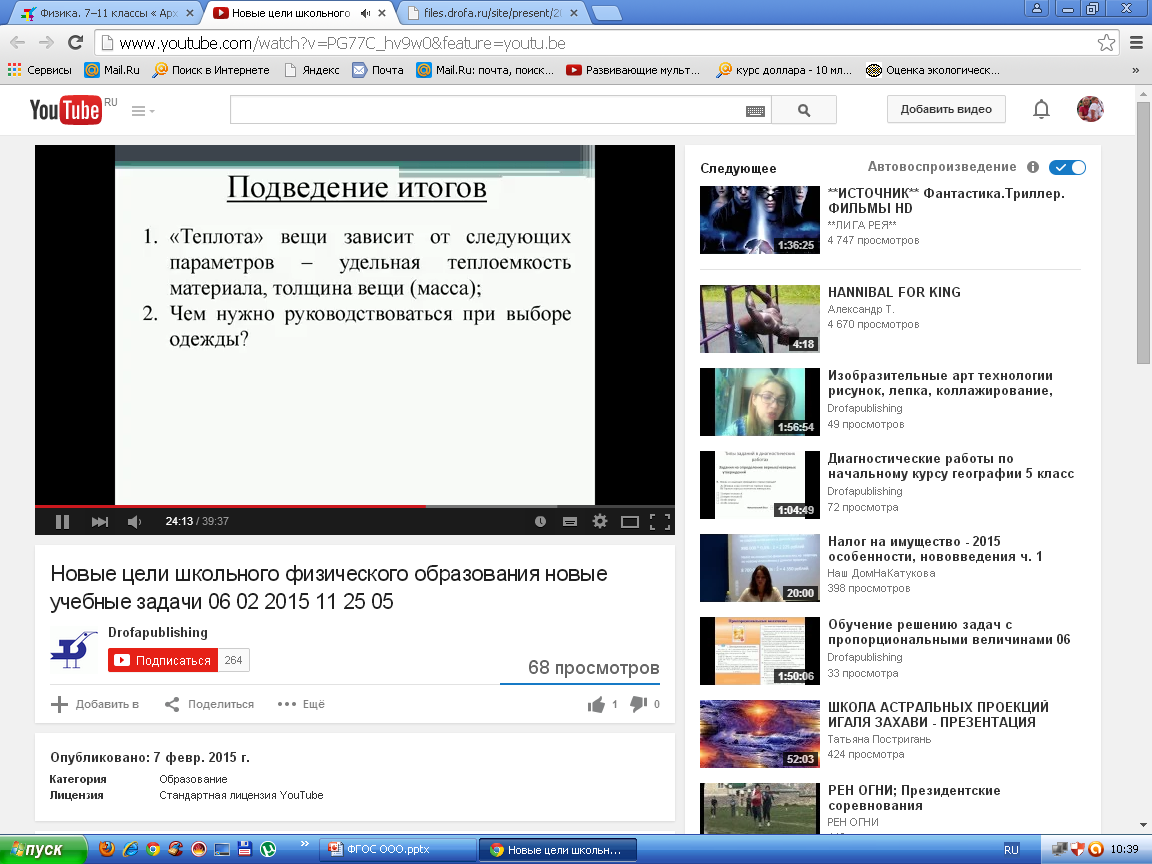 Физика. 7–11 классы « Арх
Новые цели школьного
files.drofa.ru/site/present/2
www.youtube.com/watch?v=PG77C_hv9w0&feature=youtu.be
Сервисы
Mail.Ru
Поиск в Интернете
Яндекс
Почта
Mail.Ru: почта, поиск...
Развивающие мульт...
курс доллара - 10 мл...
Оценка экологическ...
»
YouTube RU
Добавить видео
Подведение итогов
1. «Теплота» вещи зависит от следующих
параметров – удельная теплоемкость
материала, толщина вещи (масса);
2. Чем нужно руководствоваться при выборе
одежды?
24:13 / 39:37
Новые цели школьного физического образования новые
учебные задачи 06 02 2015 11 25 05
Drofapublishing
Подписаться 264
68 просмотров
Добавить в
Поделиться
Ещё
1
0
Опубликовано: 7 февр. 2015 г.
Категория Образование
Лицензия Стандартная лицензия YouTube
Следующее
Автовоспроизведение
**ИСТОЧНИК** Фантастика.Триллер.
ФИЛЬМЫ HD
**ЛИГА РЕЯ**
4 747 просмотров
1:36:25
HANNIBAL FOR KING
Александр Т.
4 670 просмотров
4:18
Изобразительные арт технологии
рисунок, лепка, коллажирование,
Drofapublishing
49 просмотров
1:56:54
Диагностические работы по
начальному курсу географии 5 класс
Drofapublishing
72 просмотра
1:04:49
Налог на имущество - 2015
особенности, нововведения ч. 1
Наш ДомНаКатукова
398 просмотров
20:00
Обучение решению задач с
пропорциональными величинами 06
Drofapublishing
33 просмотра
1:50:06
ШКОЛА АСТРАЛЬНЫХ ПРОЕКЦИЙ
ИГАЛЯ ЗАХАВИ - ПРЕЗЕНТАЦИЯ
Татьяна Постригань
424 просмотра
52:03
РЕН ОГНИ; Президентские
соревнования
РЕН ОГНИ
пуск
»
ФГОС ООО.pptx
Новые цели школьн...
RU
10:39